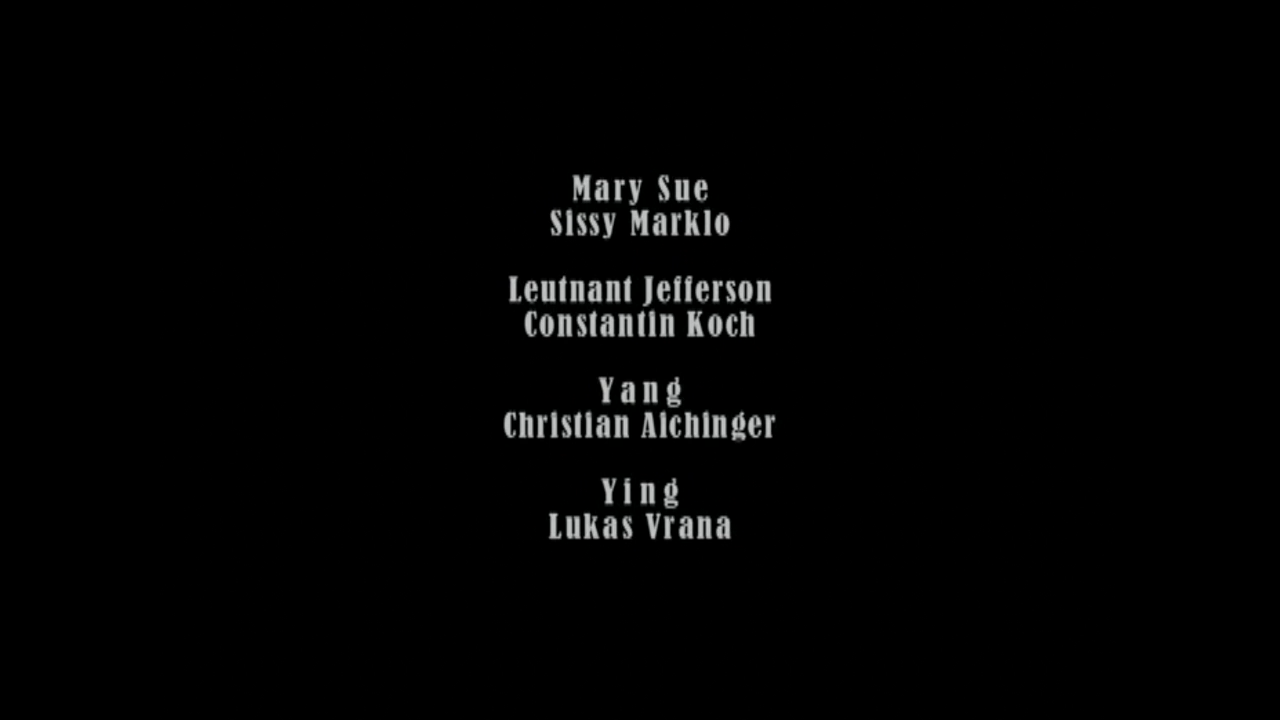 Mary Sue
Sissy Marklo
Leutnant Jefferson
Constantin Koch
Yang
Christian Aichinger
Ying
Lukas Vrana